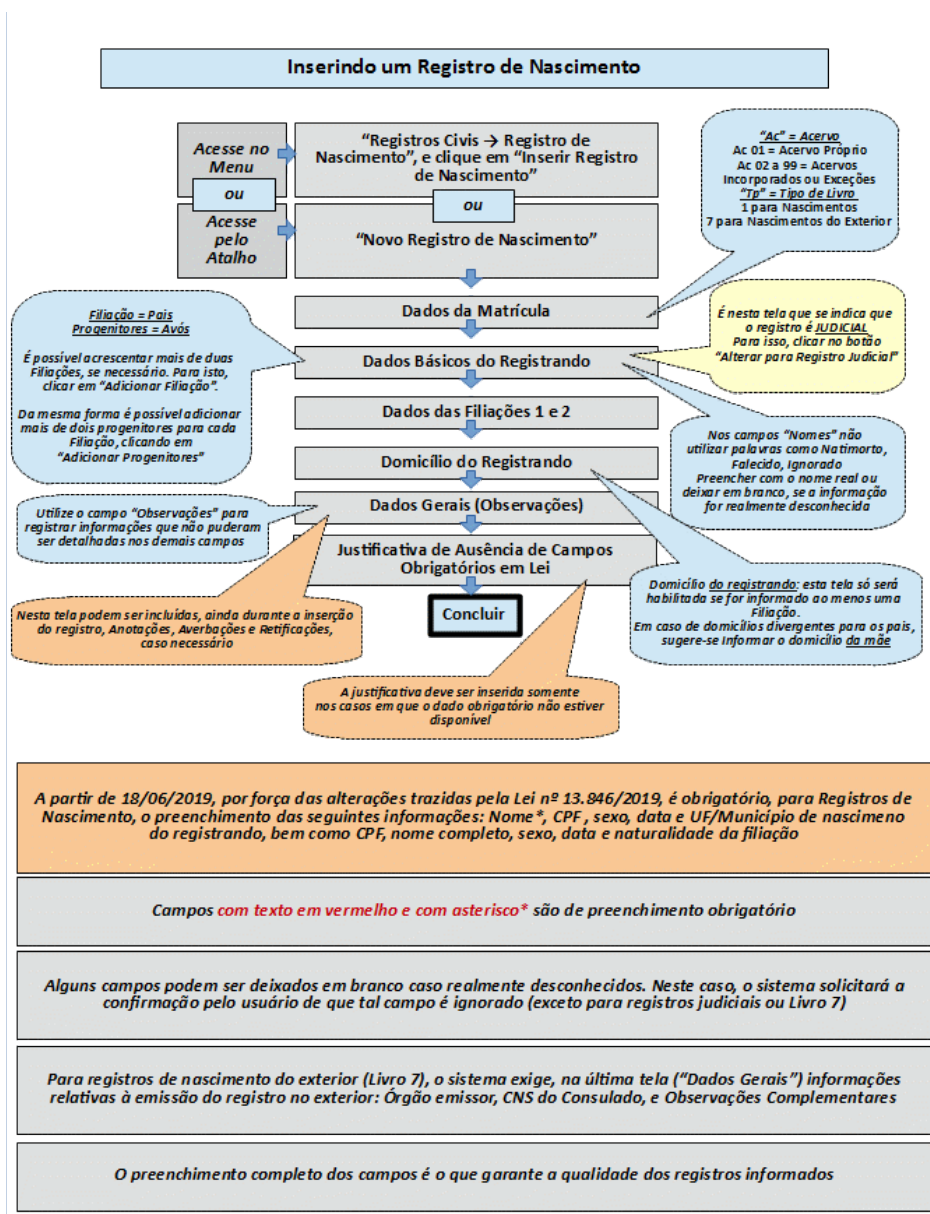 Inserindo um Registro de Nascimento
Acesse no
Menu
ou
Acesse
pelo
Atalho
“Registros Civis → Registro de
Nascimento”, e clique em “Inserir Registro
de Nascimento”
ou
“Novo Registro de Nascimento”
“Ac” = Acervo
Ac 01 = Acervo Próprio
Ac 02 a 99 = Acervos
Incorporados ou Exceções
“Tp” = Tipo de Livro
1 para Nascimentos
7 para Nascimentos do Exterior
Dados da Matrícula
Filiação = Pais
Progenitores = Avós
É possível acrescentar mais de duas
Filiações, se necessário. Para isto,
clicar em “Adicionar Filiação”.
Da mesma forma é possível adicionar
mais de dois progenitores para cada
Filiação, clicando em
“Adicionar Progenitores”
É nesta tela que se indica que
o registro é JUDICIAL
Para isso, clicar no botão
“Alterar para Registro Judicial”
Dados Básicos do Registrando
Dados das Filiações 1 e 2
Nos campos “Nomes” não
utilizar palavras como Natimorto,
Falecido, Ignorado
Preencher com o nome real ou
deixar em branco, se a informação
for realmente desconhecida
Domicílio do Registrando
Dados Gerais (Observações)
Utilize o campo “Observações” para
registrar informações que não puderam
ser detalhadas nos demais campos
Justificativa de Ausência de Campos
Obrigatórios em Lei
Domicílio do registrando: esta tela só será
habilitada se for informado ao menos uma
Filiação.
Em caso de domicílios divergentes para os pais,
sugere-se Informar o domicílio da mãe
Nesta tela podem ser incluídas, ainda durante a inserção
do registro, Anotações, Averbações e Retificações,
caso necessário
Concluir
A justificativa deve ser inserida somente
nos casos em que o dado obrigatório não estiver
disponível
A partir de 18/06/2019, por força das alterações trazidas pela Lei nº 13.846/2019, é obrigatório, para Registros de
Nascimento, o preenchimento das seguintes informações: Nome*, CPF , sexo, data e UF/Município de nascimeno
do registrando, bem como CPF, nome completo, sexo, data e naturalidade da filiação
Campos com texto em vermelho e com asterisco* são de preenchimento obrigatório
Alguns campos podem ser deixados em branco caso realmente desconhecidos. Neste caso, o sistema solicitará a
confirmação pelo usuário de que tal campo é ignorado (exceto para registros judiciais ou Livro 7)
Para registros de nascimento do exterior (Livro 7), o sistema exige, na última tela (“Dados Gerais”) informações
relativas à emissão do registro no exterior: Órgão emissor, CNS do Consulado, e Observações Complementares
O preenchimento completo dos campos é o que garante a qualidade dos registros informados